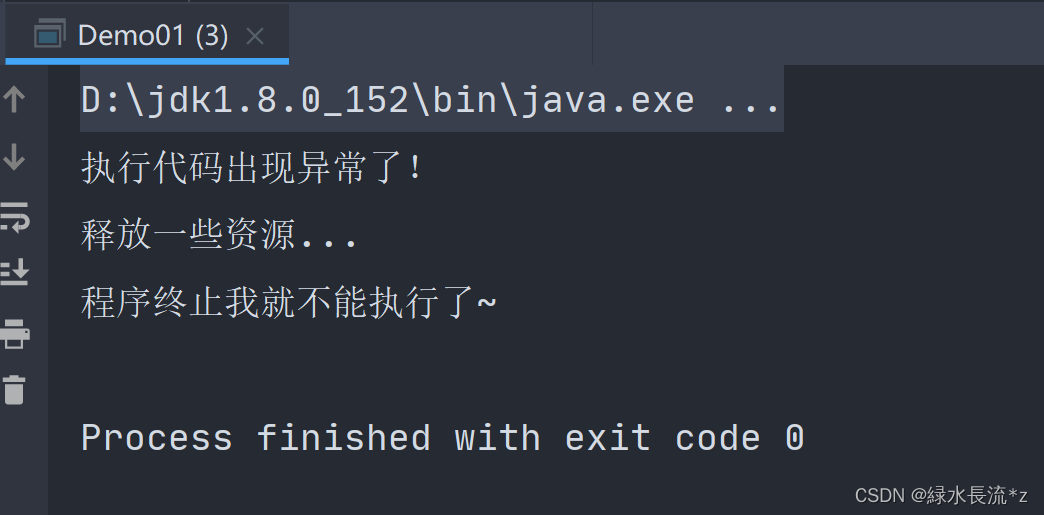 Demo01 (3)
D:\jdk1.8.0_152\bin\java.exe ...
执行代码出现异常了!
释放一些资源...
程序终止我就不能执行了~
Process finished with exit code 0
CSDN @緑水長流*z